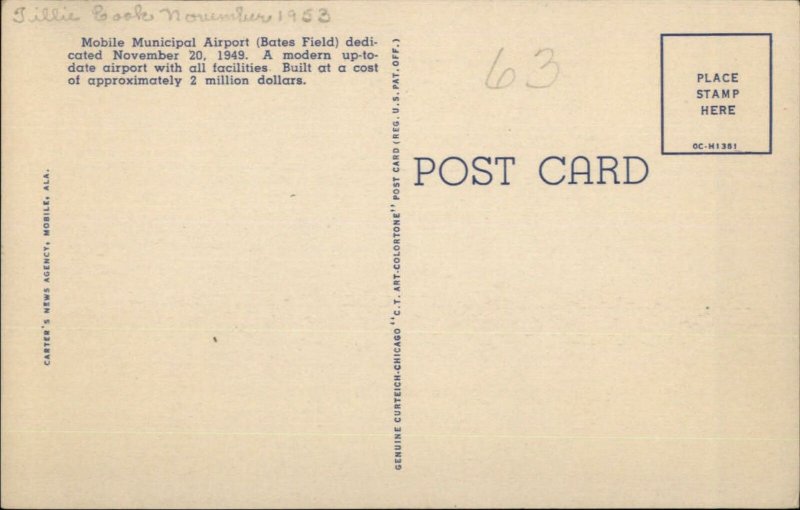 Tillie Cook November 1953
Mobile Municipal Airport (Bates Field) dedi-
cated November 20, 1949. A modern up-to-
date airport with all facilities. Built at a cost
of approximately 2 million dollars.
CARTER'S NEWS AGENCY, MOBILE, ALA.
GENUINE CURTEICH-CHICAGO "C.T. ART-COLORTONE" POST CARD (REG. U.S. PAT. OFF.)
63
POST CARD
PLACE
STAMP
HERE
0C-H1361